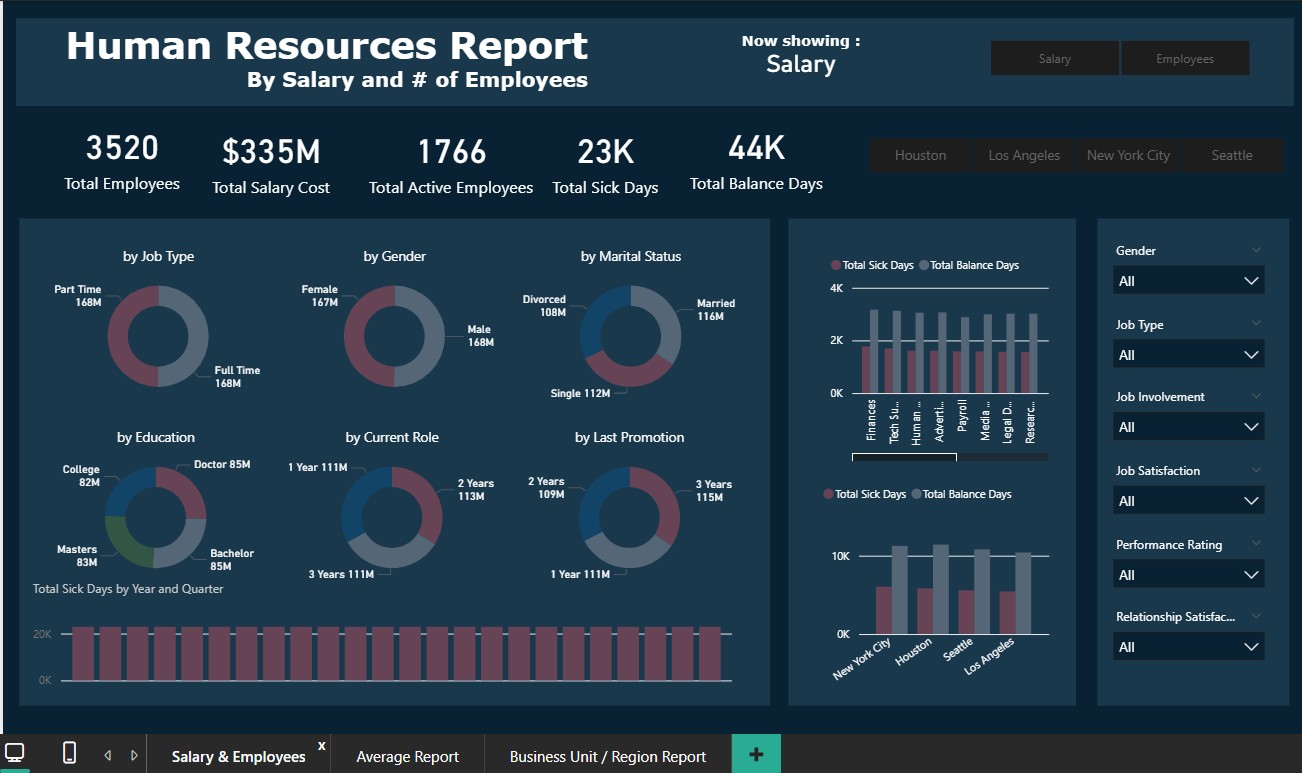 Human Resources Report
By Salary and # of Employees
Now showing :
Salary
Salary
Employees
3520
Total Employees
$335M
Total Salary Cost
1766
Total Active Employees
23K
Total Sick Days
44K
Total Balance Days
Houston
Los Angeles
New York City
Seattle
by Job Type
Part Time
168M
Full Time
168M
by Gender
Female
167M
Male
168M
by Marital Status
Divorced
108M
Married
116M
Single 112M
by Education
College
82M
Doctor 85M
Masters
83M
Bachelor
85M
by Current Role
1 Year 111M
2 Years
113M
3 Years 111M
by Last Promotion
2 Years
109M
3 Years
115M
1 Year 111M
Total Sick Days by Year and Quarter
20K
0K
Total Sick Days Total Balance Days
4K
2K
0K
Finances
Tech Su...
Human ...
Adverti...
Payroll
Media ...
Legal D...
Researc...
Total Sick Days Total Balance Days
10K
0K
New York City
Houston
Seattle
Los Angeles
Gender
All
Job Type
All
Job Involvement
All
Job Satisfaction
All
Performance Rating
All
Relationship Satisfac...
All
Salary & Employees
x
Average Report
Business Unit / Region Report
+